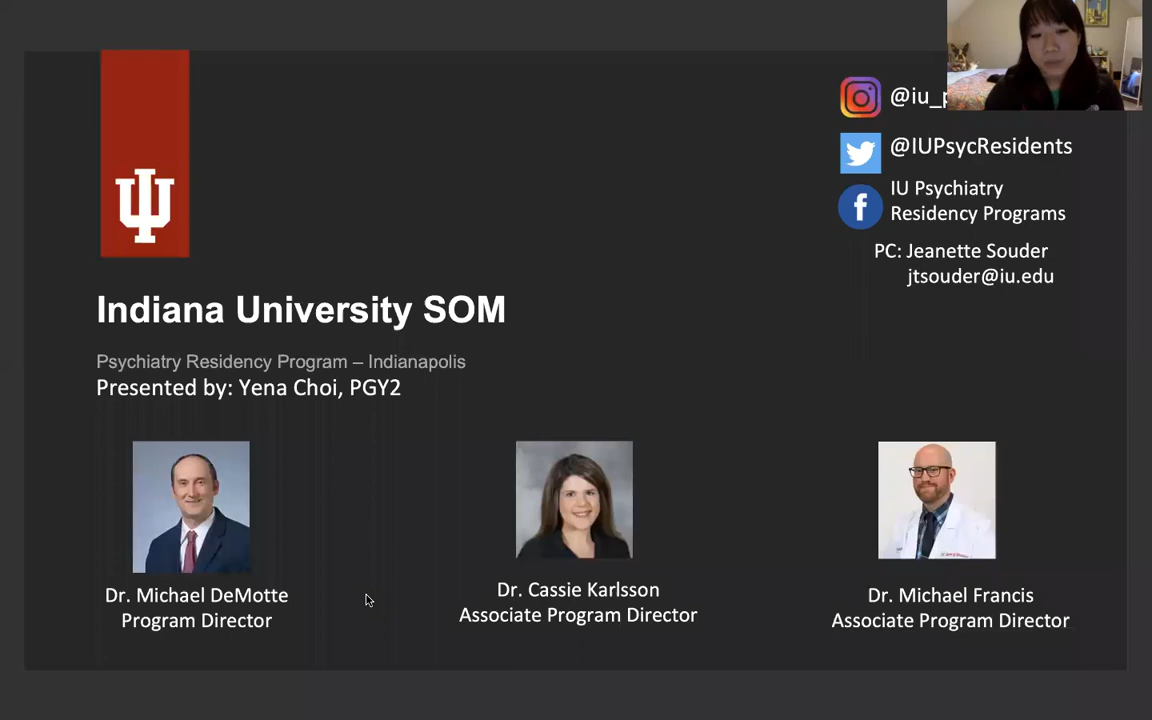 @iu_p
@IUPsycResidents
IU Psychiatry
Residency Programs
PC: Jeanette Souder
jtsouder@iu.edu
Indiana University SOM
Psychiatry Residency Program – Indianapolis
Presented by: Yena Choi, PGY2
Dr. Michael DeMotte
Program Director
Dr. Cassie Karlsson
Associate Program Director
Dr. Michael Francis
Associate Program Director